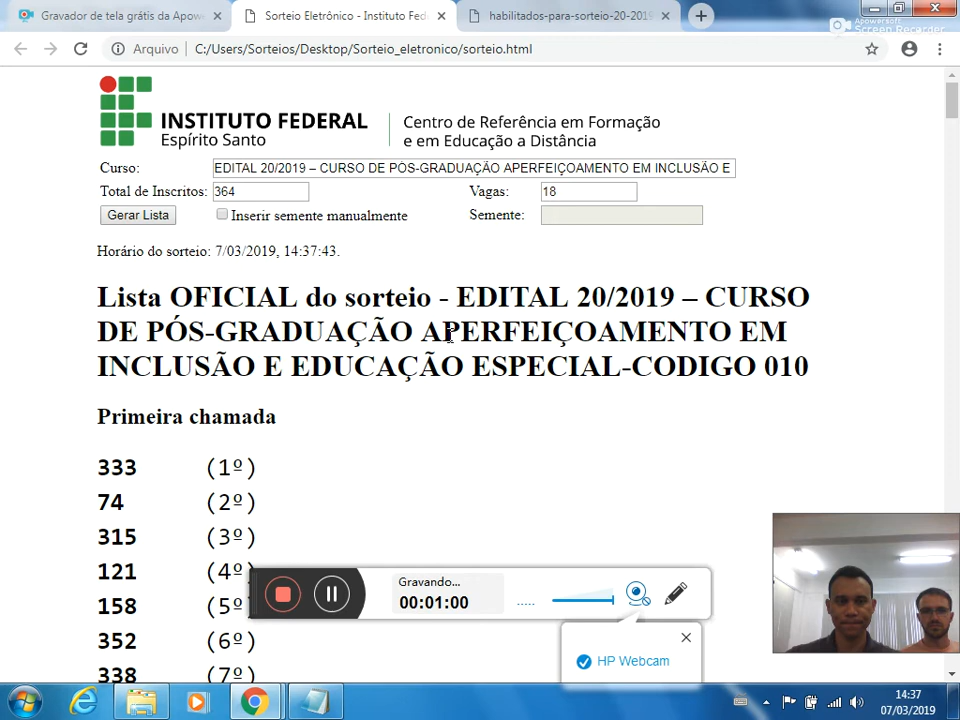 Gravador de tela grátis da Apow
Sorteio Eletrônico - Instituto Fed
habilitados-para-sorteio-20-2019
Apowersoft
Screen Recorder
Arquivo
C:/Users/Sorteios/Desktop/Sorteio_eletronico/sorteio.html
INSTITUTO FEDERAL
Espírito Santo
Centro de Referência em Formação
e em Educação a Distância
Curso: EDITAL 20/2019 – CURSO DE PÓS-GRADUAÇÃO APERFEIÇOAMENTO EM INCLUSÃO E
Total de Inscritos: 364 Vagas: 18
Gerar Lista Inserir semente manualmente Semente:
Horário do sorteio: 7/03/2019, 14:37:43.
Lista OFICIAL do sorteio - EDITAL 20/2019 – CURSO
DE PÓS-GRADUAÇÃO APERFEIÇOAMENTO EM
INCLUSÃO E EDUCAÇÃO ESPECIAL-CODIGO 010
Primeira chamada
333 (1º)
74 (2º)
315 (3º)
121 (4º)
158 (5º)
352 (6º)
338 (7º)
Gravando...
00:01:00
HP Webcam
14:37
07/03/2019